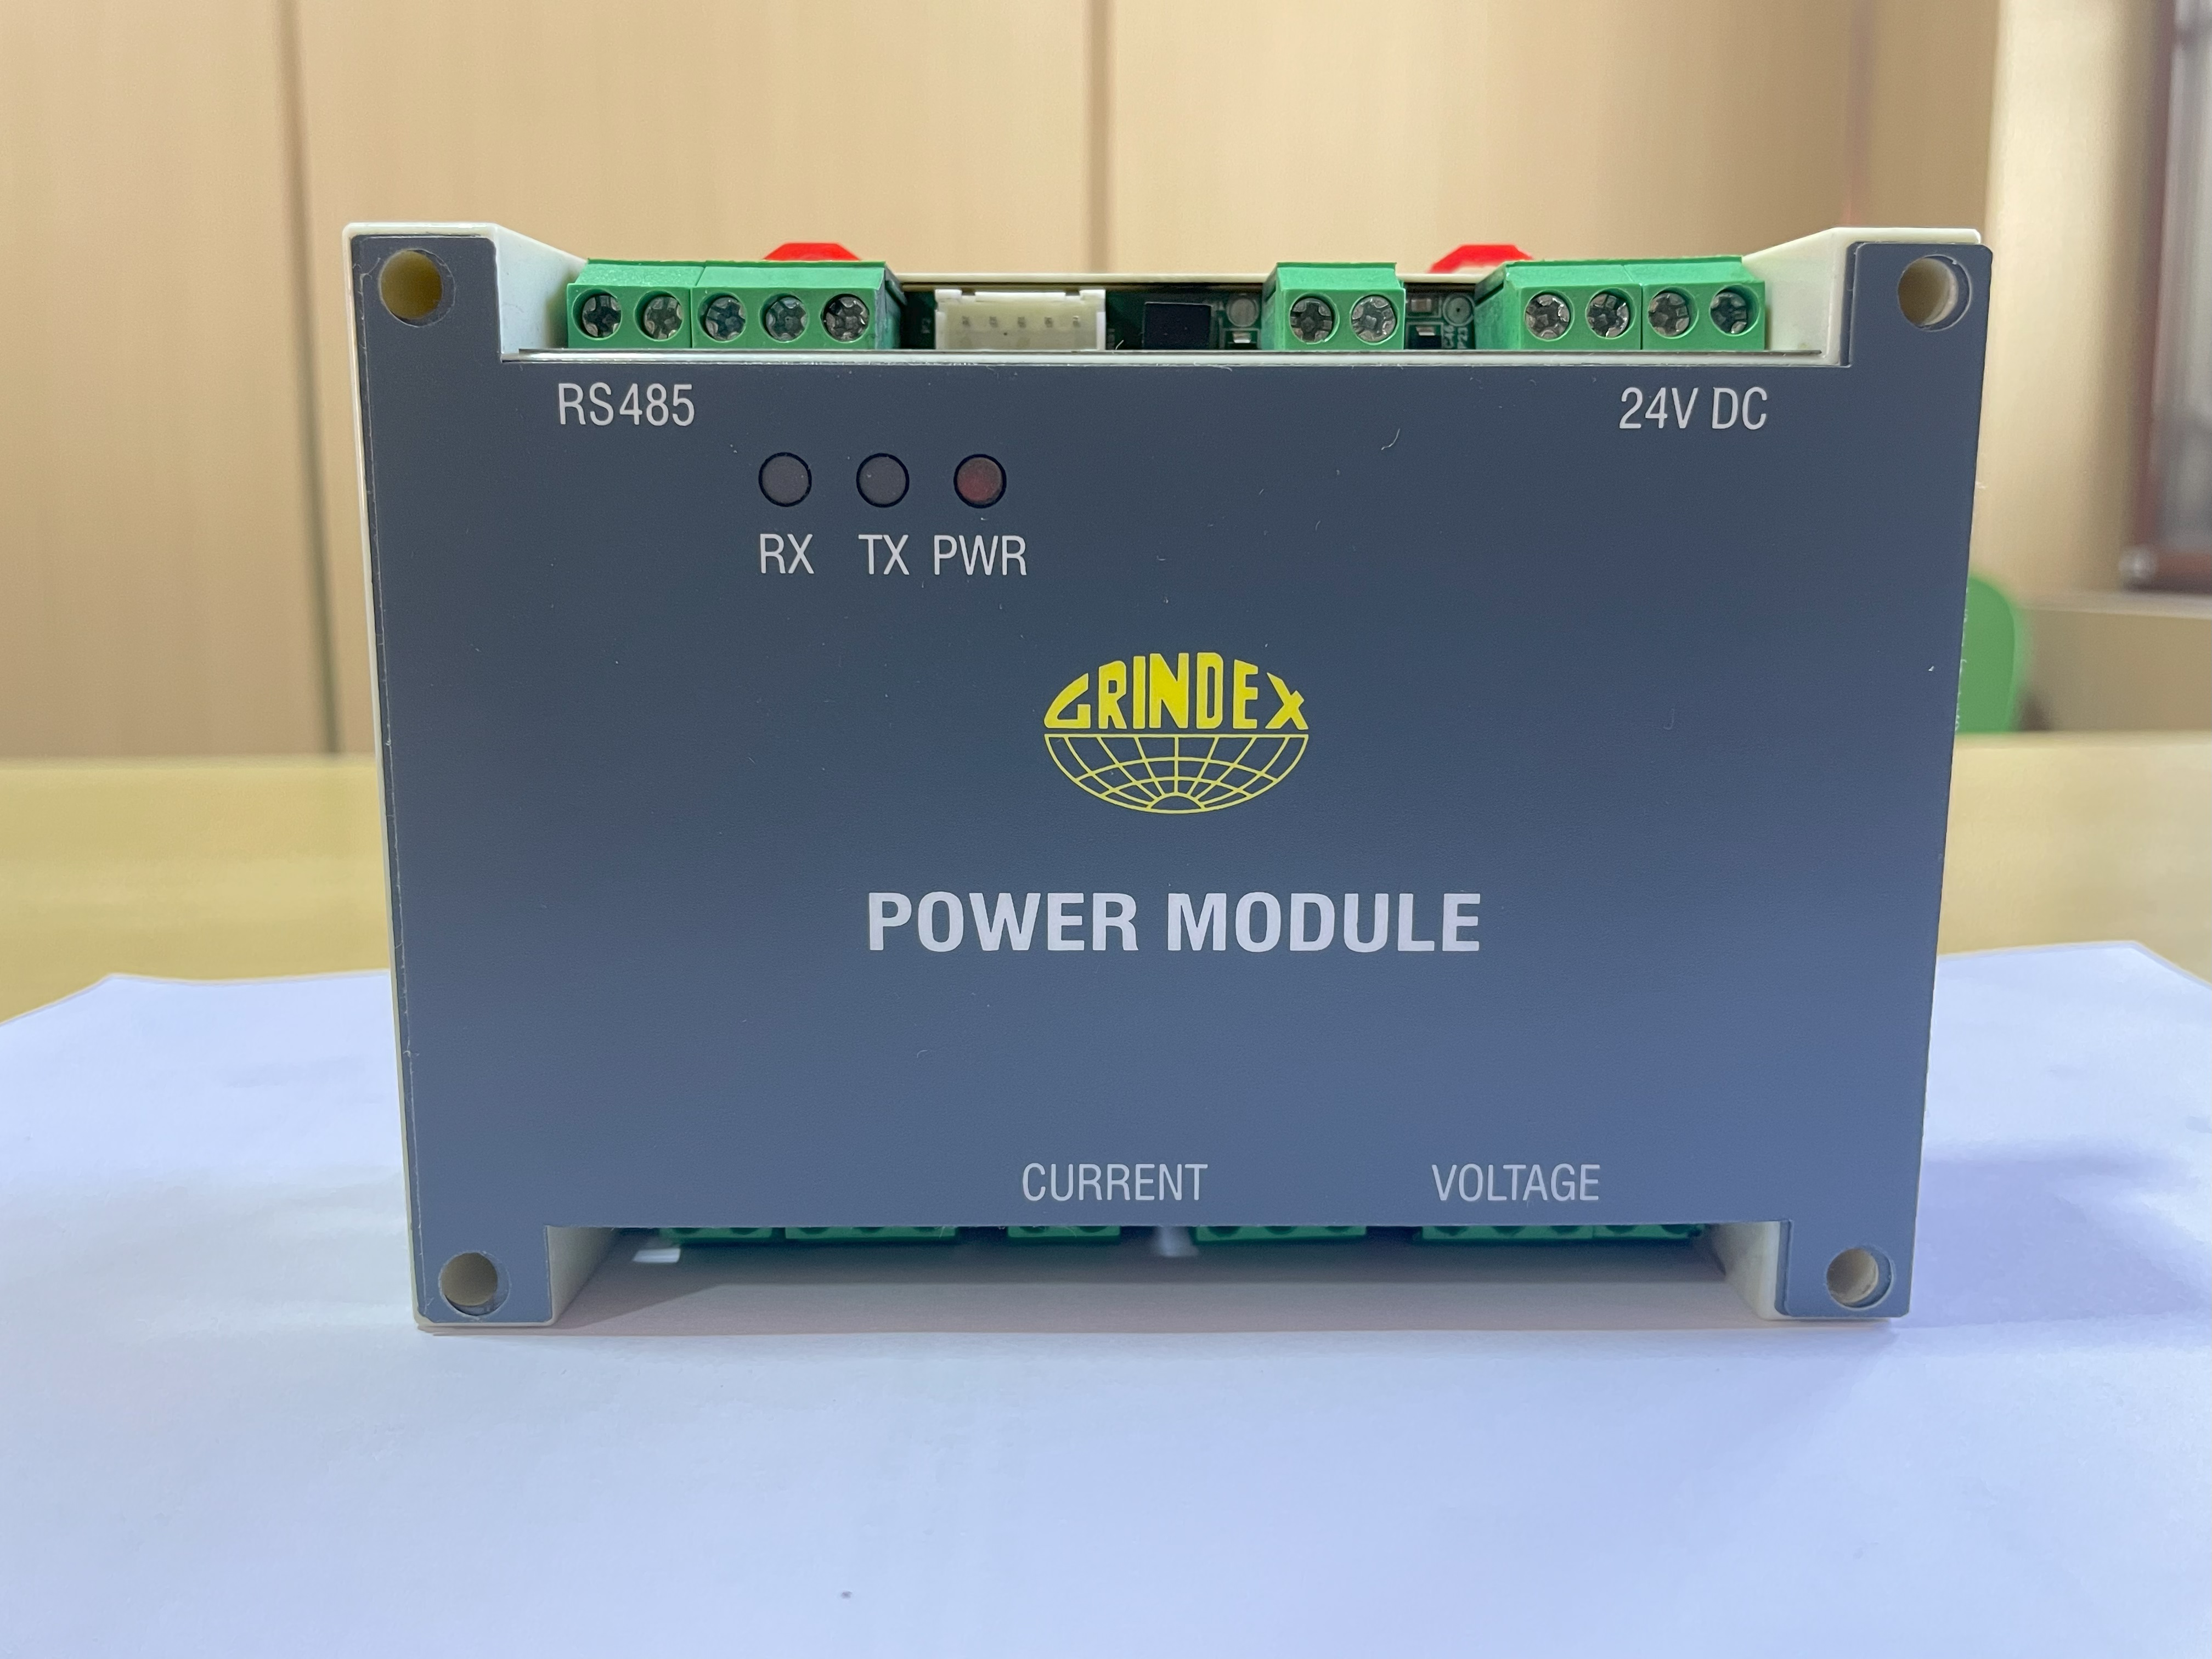 RS485
24V DC
RX TX PWR
GRINDEX
POWER MODULE
CURRENT
VOLTAGE